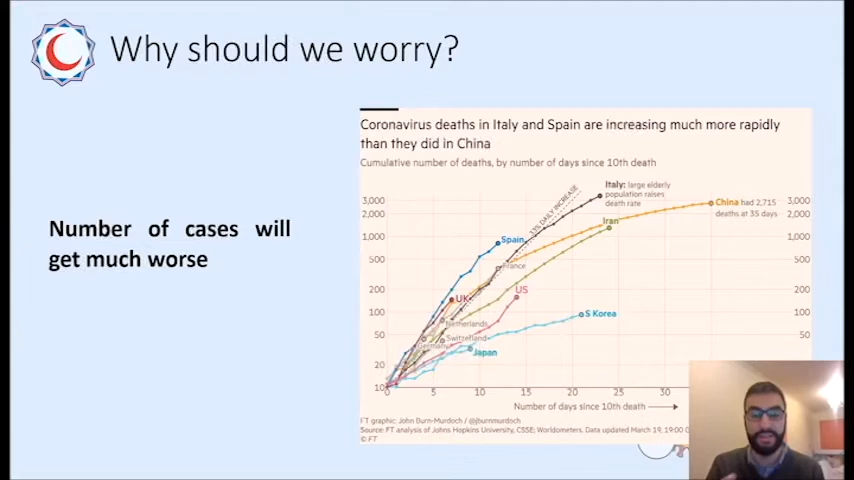 Why should we worry?
Number of cases will
get much worse
Coronavirus deaths in Italy and Spain are increasing much more rapidly
than they did in China
Cumulative number of deaths, by number of days since 10th death
3,000
2,000
1,000
500
200
100
50
20
10
33% DAILY INCREASE
Italy: large elderly
population raises
death rate
China had 2,715
deaths at 35 days
Iran
Spain
France
US
UK
S Korea
Netherlands
Switzerland
Germany
Japan
3,000
2,000
1,000
500
200
100
50
0
5
10
15
20
25
30
Number of days since 10th death
FT graphic: John Burn-Murdoch / @jburnmurdoch
Source: FT analysis of Johns Hopkins University, CSSE; Worldometers. Data updated March 19, 19:00
© FT